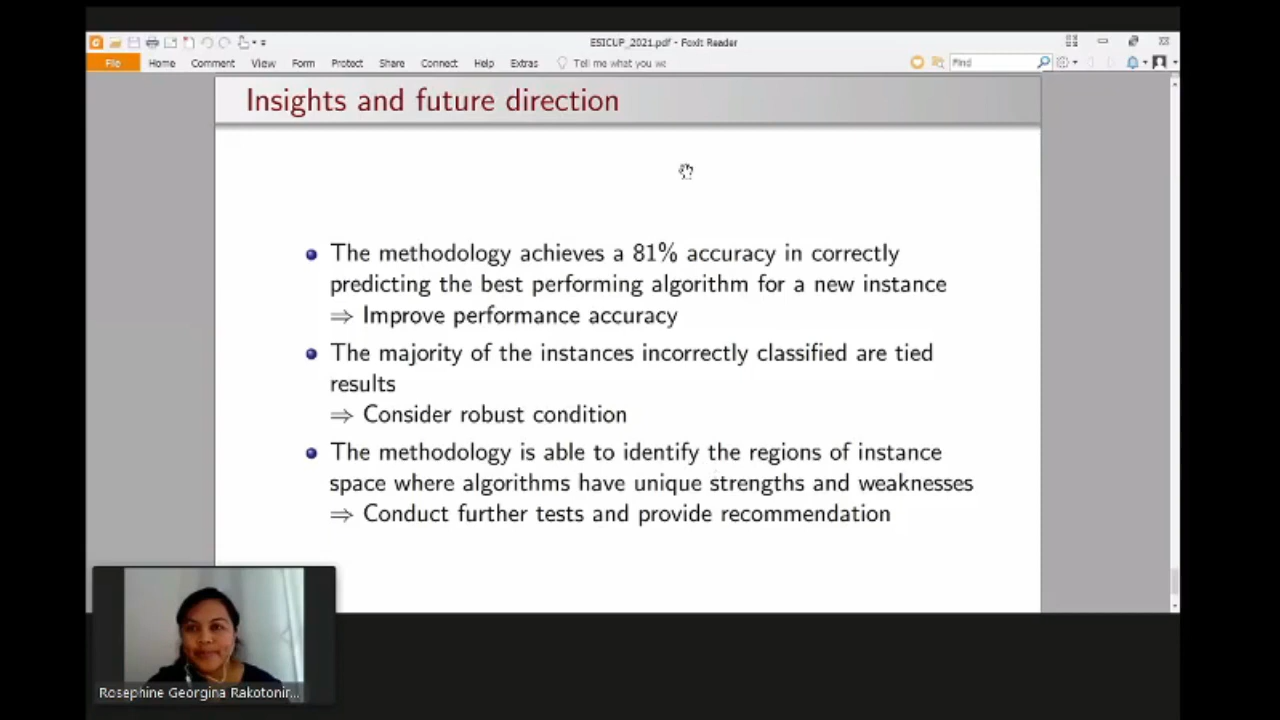 ESICUP_2021.pdf - Foxit Reader
File Home Comment View Form Protect Share Connect Help Extras Tell me what you we Find
Insights and future direction
The methodology achieves a 81% accuracy in correctly
predicting the best performing algorithm for a new instance
⇒ Improve performance accuracy
The majority of the instances incorrectly classified are tied
results
⇒ Consider robust condition
The methodology is able to identify the regions of instance
space where algorithms have unique strengths and weaknesses
⇒ Conduct further tests and provide recommendation
Rosephine Georgina Rakotonir...